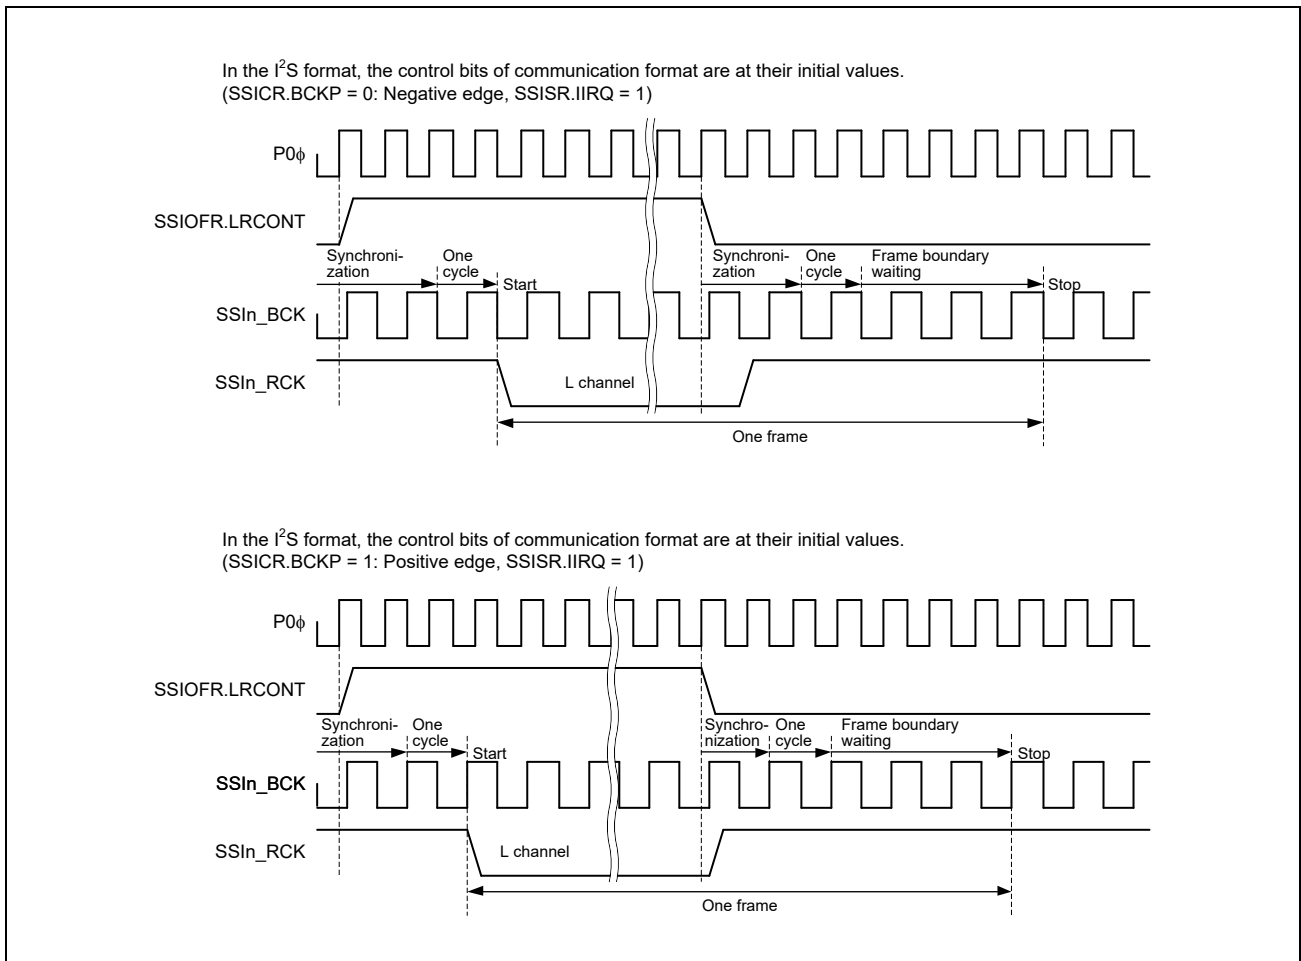 In the I²S format, the control bits of communication format are at their initial values.
(SSICR.BCKP = 0: Negative edge, SSISR.IIRQ = 1)
P0ϕ
SSIOFR.LRCONT
Synchroni-
zation
One
cycle
Start
Synchroni-
zation
One
cycle
Frame boundary
waiting
Stop
SSIn_BCK
SSIn_RCK
L channel
One frame
In the I²S format, the control bits of communication format are at their initial values.
(SSICR.BCKP = 1: Positive edge, SSISR.IIRQ = 1)
P0ϕ
SSIOFR.LRCONT
Synchroni-
zation
One
cycle
Start
Synchro-
nization
One
cycle
Frame boundary
waiting
Stop
SSIn_BCK
SSIn_RCK
L channel
One frame